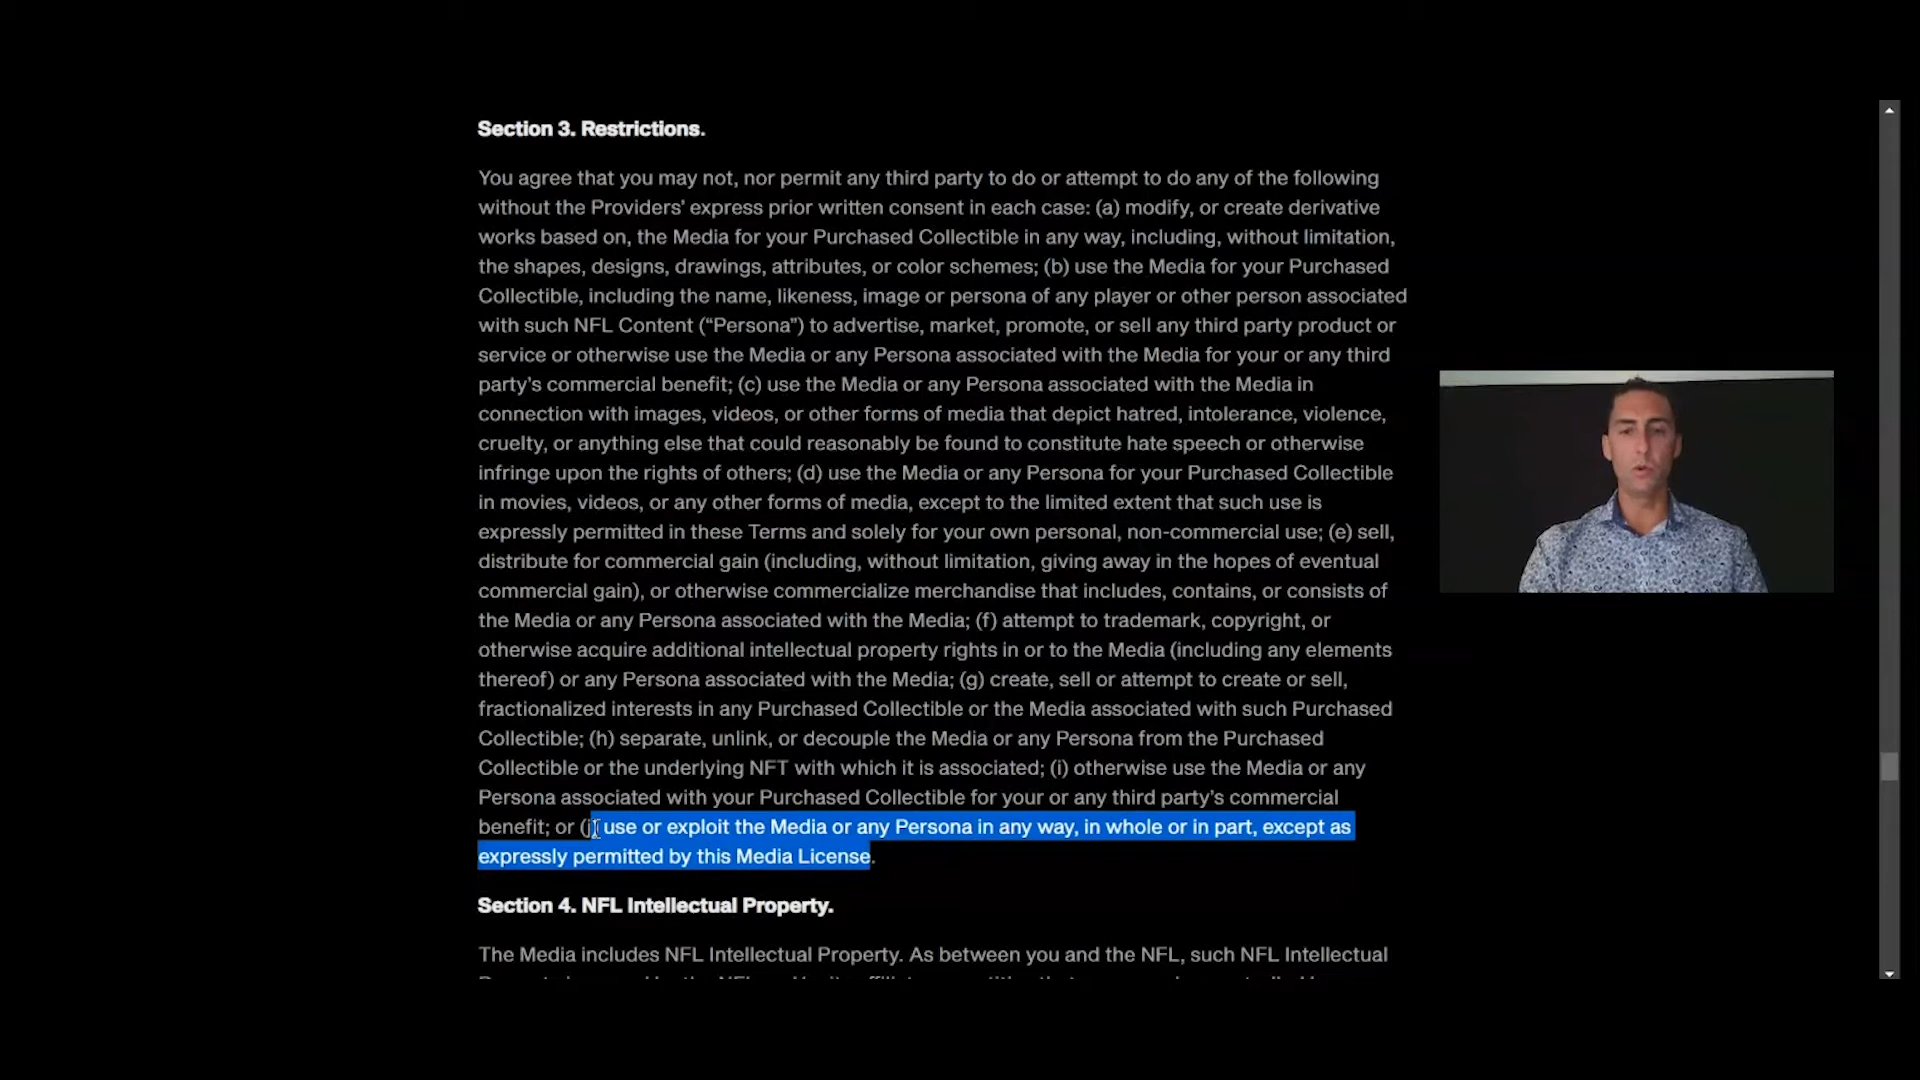 Section 3. Restrictions.
You agree that you may not, nor permit any third party to do or attempt to do any of the following
without the Providers’ express prior written consent in each case: (a) modify, or create derivative
works based on, the Media for your Purchased Collectible in any way, including, without limitation,
the shapes, designs, drawings, attributes, or color schemes; (b) use the Media for your Purchased
Collectible, including the name, likeness, image or persona of any player or other person associated
with such NFL Content (“Persona”) to advertise, market, promote, or sell any third party product or
service or otherwise use the Media or any Persona associated with the Media for your or any third
party’s commercial benefit; (c) use the Media or any Persona associated with the Media in
connection with images, videos, or other forms of media that depict hatred, intolerance, violence,
cruelty, or anything else that could reasonably be found to constitute hate speech or otherwise
infringe upon the rights of others; (d) use the Media or any Persona for your Purchased Collectible
in movies, videos, or any other forms of media, except to the limited extent that such use is
expressly permitted in these Terms and solely for your own personal, non-commercial use; (e) sell,
distribute for commercial gain (including, without limitation, giving away in the hopes of eventual
commercial gain), or otherwise commercialize merchandise that includes, contains, or consists of
the Media or any Persona associated with the Media; (f) attempt to trademark, copyright, or
otherwise acquire additional intellectual property rights in or to the Media (including any elements
thereof) or any Persona associated with the Media; (g) create, sell or attempt to create or sell,
fractionalized interests in any Purchased Collectible or the Media associated with such Purchased
Collectible; (h) separate, unlink, or decouple the Media or any Persona from the Purchased
Collectible or the underlying NFT with which it is associated; (i) otherwise use the Media or any
Persona associated with your Purchased Collectible for your or any third party’s commercial
benefit; or (j) use or exploit the Media or any Persona in any way, in whole or in part, except as
expressly permitted by this Media License.
Section 4. NFL Intellectual Property.
The Media includes NFL Intellectual Property. As between you and the NFL, such NFL Intellectual